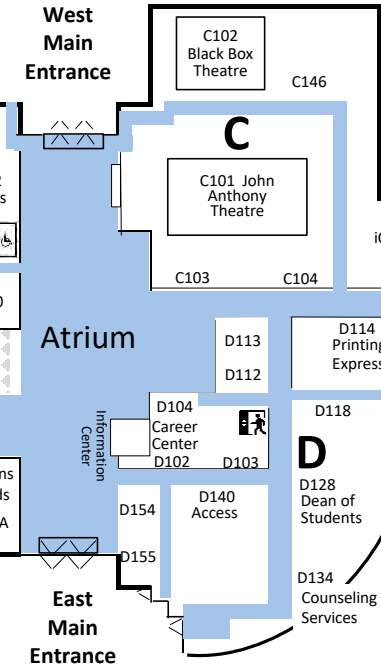 West
Main
Entrance
C102
Black Box
Theatre
C146
C
C101 John
Anthony
Theatre
C103
C104
Atrium
D113
D112
D114
Printing
Express
D104
Career
Center
D102
D103
Information
Center
D118
D
D128
Dean of
Students
D154
D155
D140
Access
D134
Counseling
Services
East
Main
Entrance